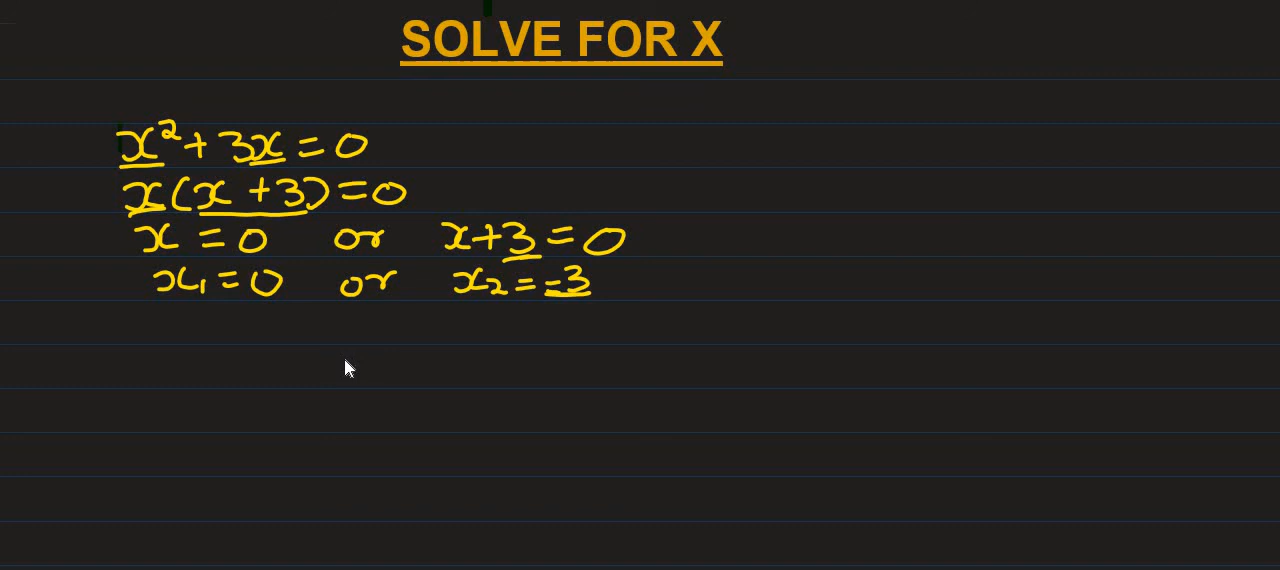 SOLVE FOR X
x² + 3x = 0
x(x + 3) = 0
x = 0 or x + 3 = 0
x₁ = 0 or x₂ = -3